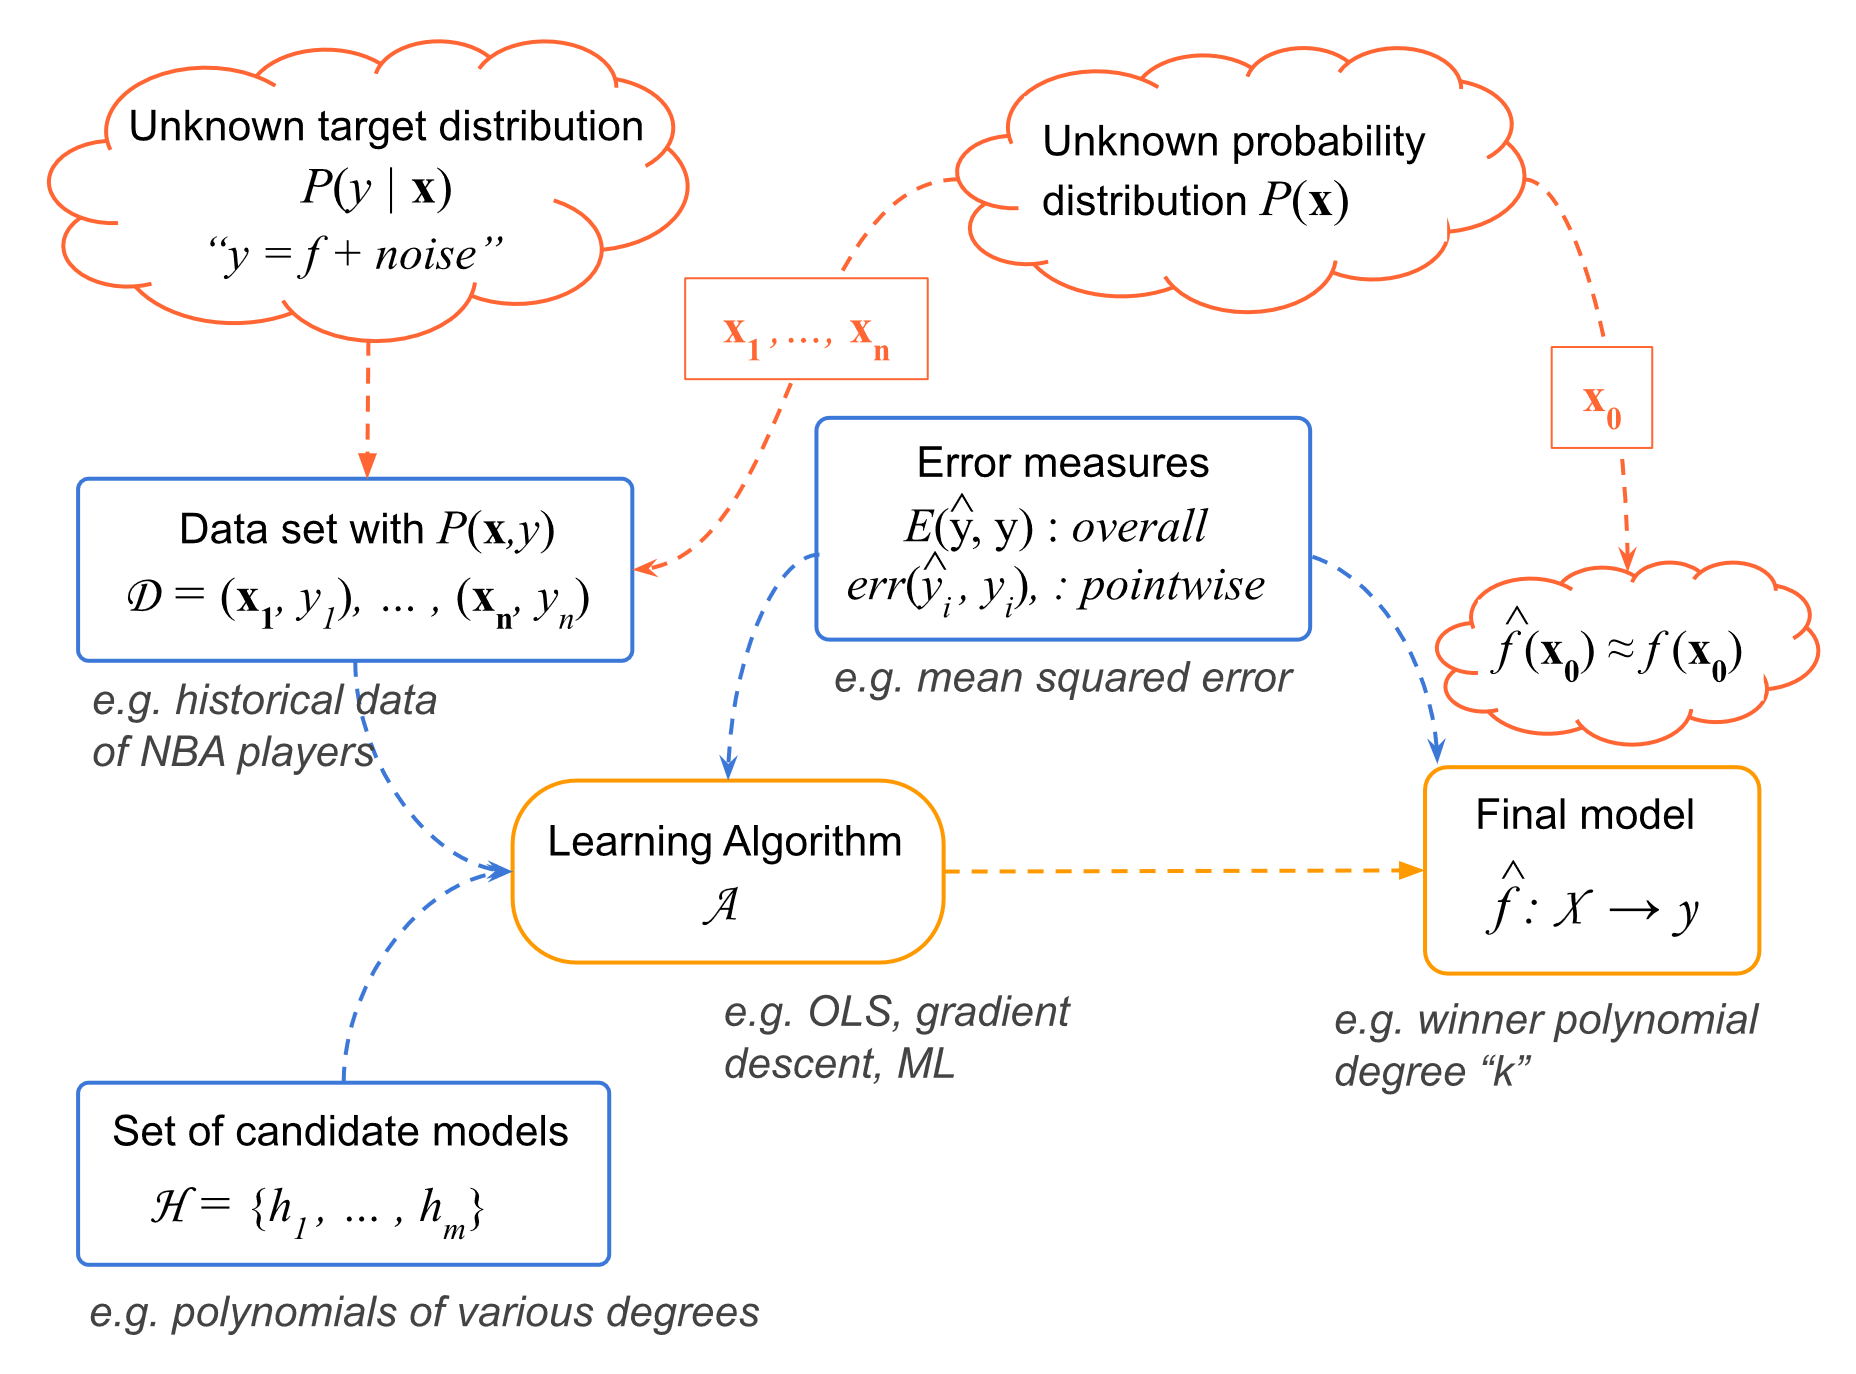 Unknown target distribution
P(y | x)
“y = f + noise”
Unknown probability
distribution P(x)
x₁, ..., xₙ
x₀
Data set with P(x,y)
𝒟 = (x₁, y₁), ... , (xₙ, yₙ)
e.g. historical data
of NBA players
Error measures
E(ŷ, y) : overall
err(ŷᵢ, yᵢ), : pointwise
e.g. mean squared error
f̂(x₀) ≈ f(x₀)
Learning Algorithm
𝒜
e.g. OLS, gradient
descent, ML
Final model
f̂ : 𝒳 → y
e.g. winner polynomial
degree “k”
Set of candidate models
ℋ = {h₁, ... , hₘ}
e.g. polynomials of various degrees